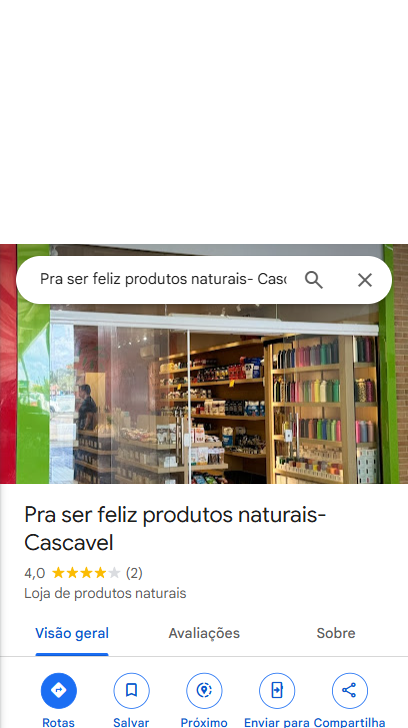 Pra ser feliz produtos naturais- Casc
Pra ser feliz produtos naturais-
Cascavel
4,0 (2)
Loja de produtos naturais
Visão geral Avaliações Sobre
Rotas Salvar Próximo Enviar para Compartilha